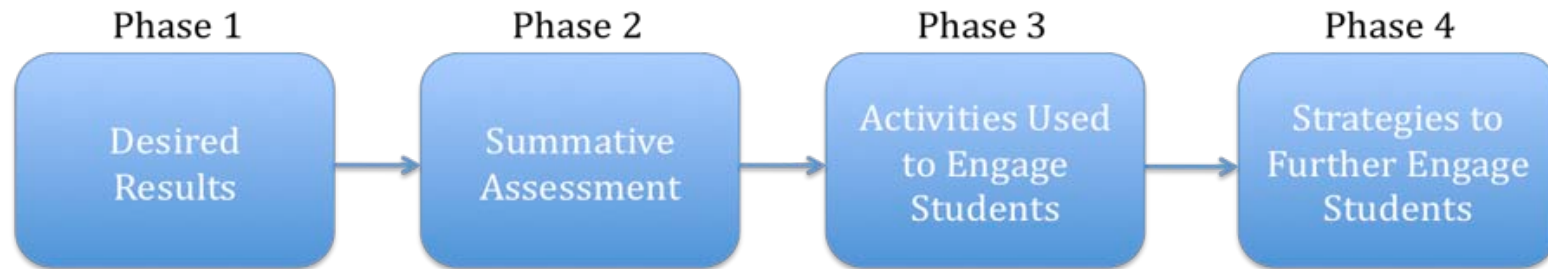 Phase 1
Desired
Results
Phase 2
Summative
Assessment
Phase 3
Activities Used
to Engage
Students
Phase 4
Strategies to
Further Engage
Students